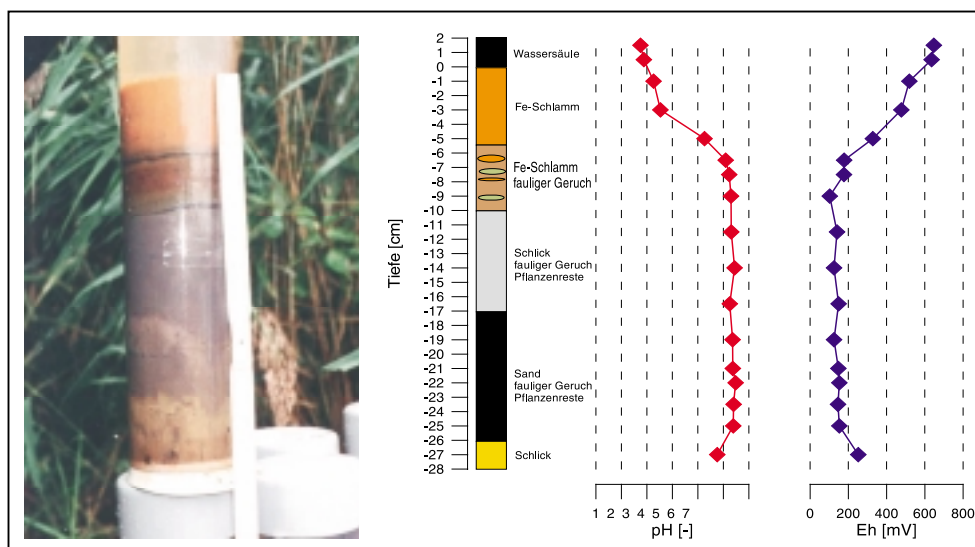 Tiefe [cm]
2
1
0
-1
-2
-3
-4
-5
-6
-7
-8
-9
-10
-11
-12
-13
-14
-15
-16
-17
-18
-19
-20
-21
-22
-23
-24
-25
-26
-27
-28
Wassersäule
Fe-Schlamm
Fe-Schlamm
fauliger Geruch
Schlick
fauliger Geruch
Pflanzenreste
Sand
fauliger Geruch
Pflanzenreste
Schlick
1 2 3 4 5 6 7
pH [-]
0 200 400 600 800
Eh [mV]